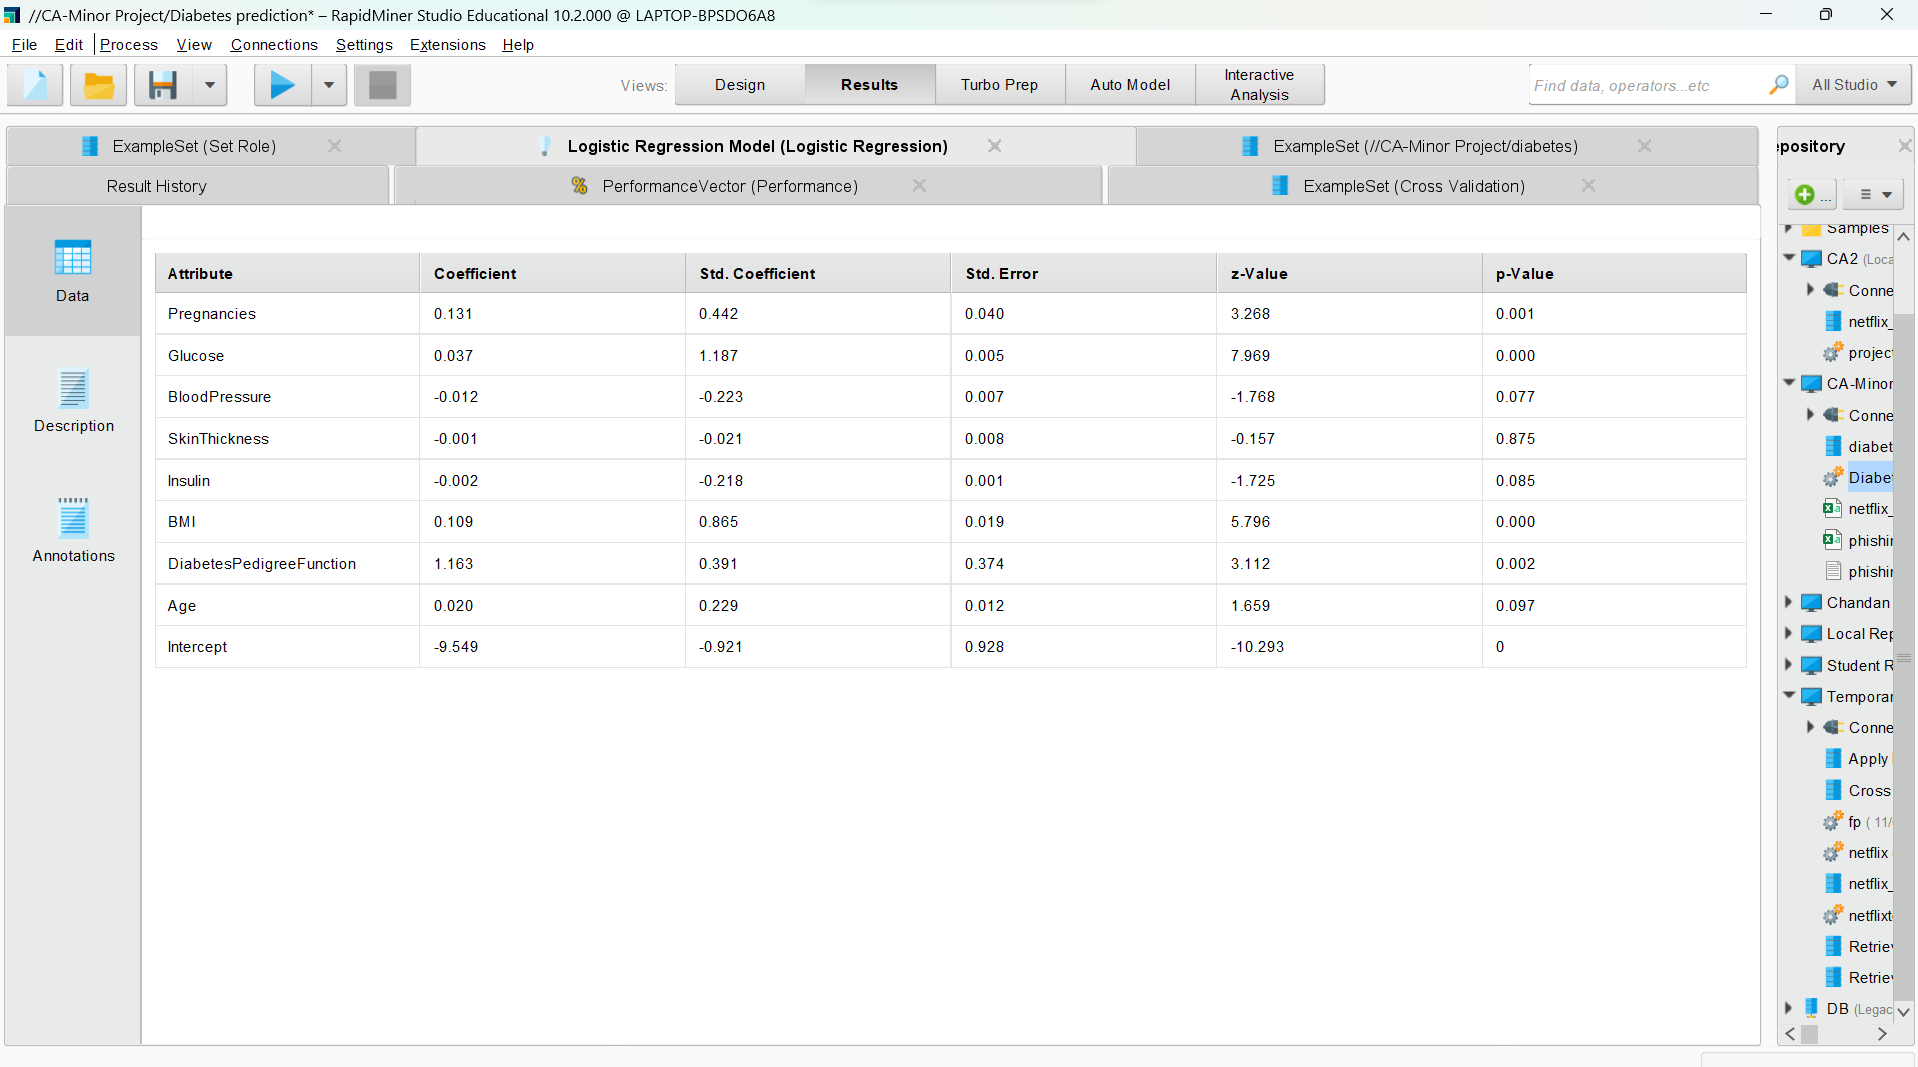 //CA-Minor Project/Diabetes prediction* – RapidMiner Studio Educational 10.2.000 @ LAPTOP-BPSDO6A8
File Edit Process View Connections Settings Extensions Help
Views: Design Results Turbo Prep Auto Model Interactive Analysis Find data, operators...etc All Studio
ExampleSet (Set Role) Logistic Regression Model (Logistic Regression) ExampleSet (//CA-Minor Project/diabetes)
Result History PerformanceVector (Performance) ExampleSet (Cross Validation)
Data
Description
Annotations
Attribute Coefficient Std. Coefficient Std. Error z-Value p-Value
Pregnancies 0.131 0.442 0.040 3.268 0.001
Glucose 0.037 1.187 0.005 7.969 0.000
BloodPressure -0.012 -0.223 0.007 -1.768 0.077
SkinThickness -0.001 -0.021 0.008 -0.157 0.875
Insulin -0.002 -0.218 0.001 -1.725 0.085
BMI 0.109 0.865 0.019 5.796 0.000
DiabetesPedigreeFunction 1.163 0.391 0.374 3.112 0.002
Age 0.020 0.229 0.012 1.659 0.097
Intercept -9.549 -0.921 0.928 -10.293 0
epository
...
Samples
CA2 (Loca
Conne
netflix_
project
CA-Minor
Conne
diabet
Diabet
netflix_
phishin
phishin
Chandan
Local Rep
Student R
Temporar
Conne
Apply
Cross
fp ( 11/
netflix
netflix_
netflixt
Retriev
Retriev
DB (Legac